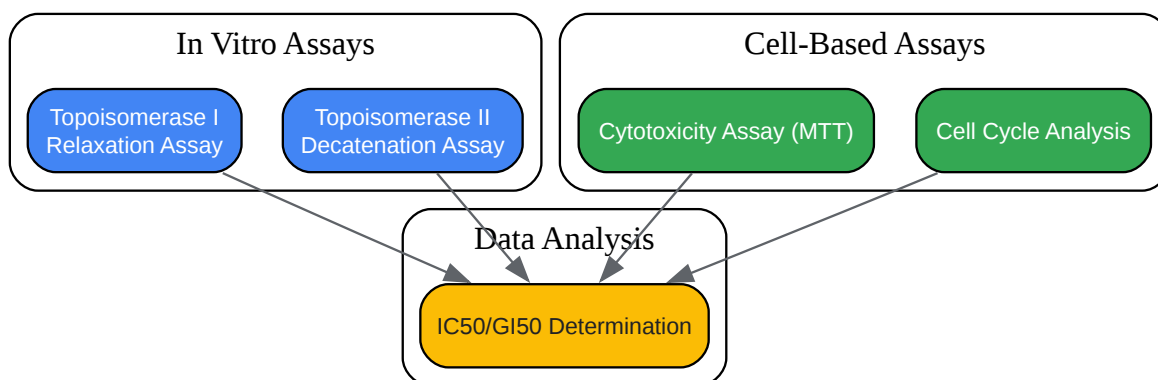 In Vitro Assays
Cell-Based Assays
Topoisomerase I
Relaxation Assay
Topoisomerase II
Decatenation Assay
Cytotoxicity Assay (MTT)
Cell Cycle Analysis
Data Analysis
IC50/GI50 Determination